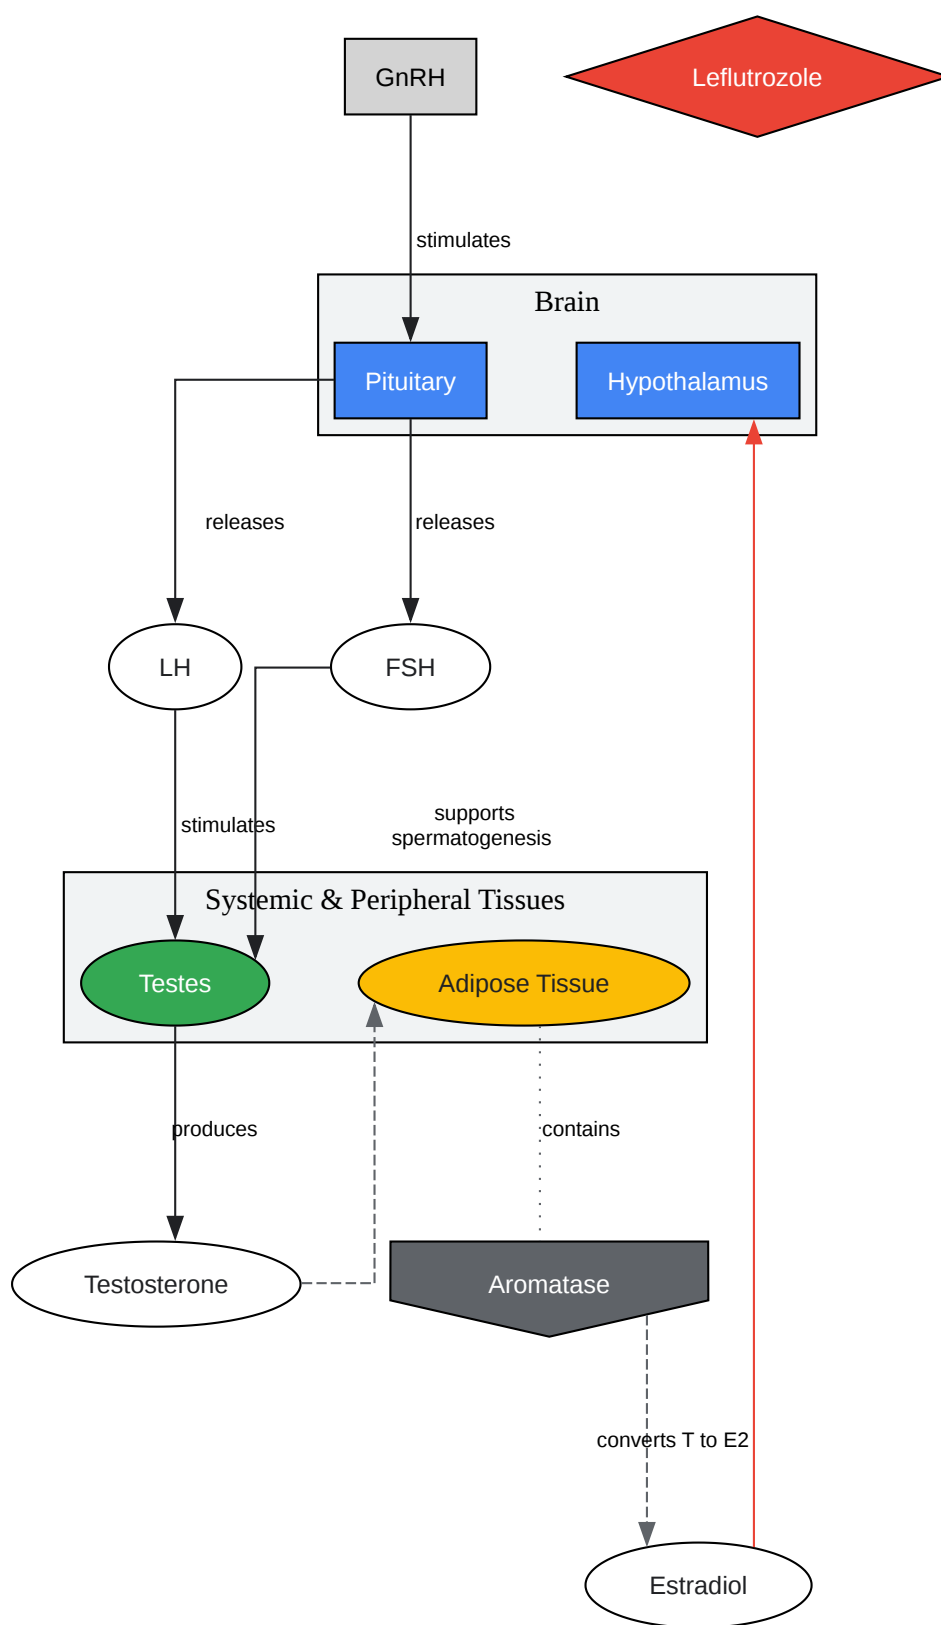 GnRH
Leflutrozole
stimulates
Brain
Pituitary
Hypothalamus
releases
releases
LH
FSH
stimulates
supports
spermatogenesis
Systemic & Peripheral Tissues
Testes
Adipose Tissue
produces
contains
Testosterone
Aromatase
converts T to E2
Estradiol